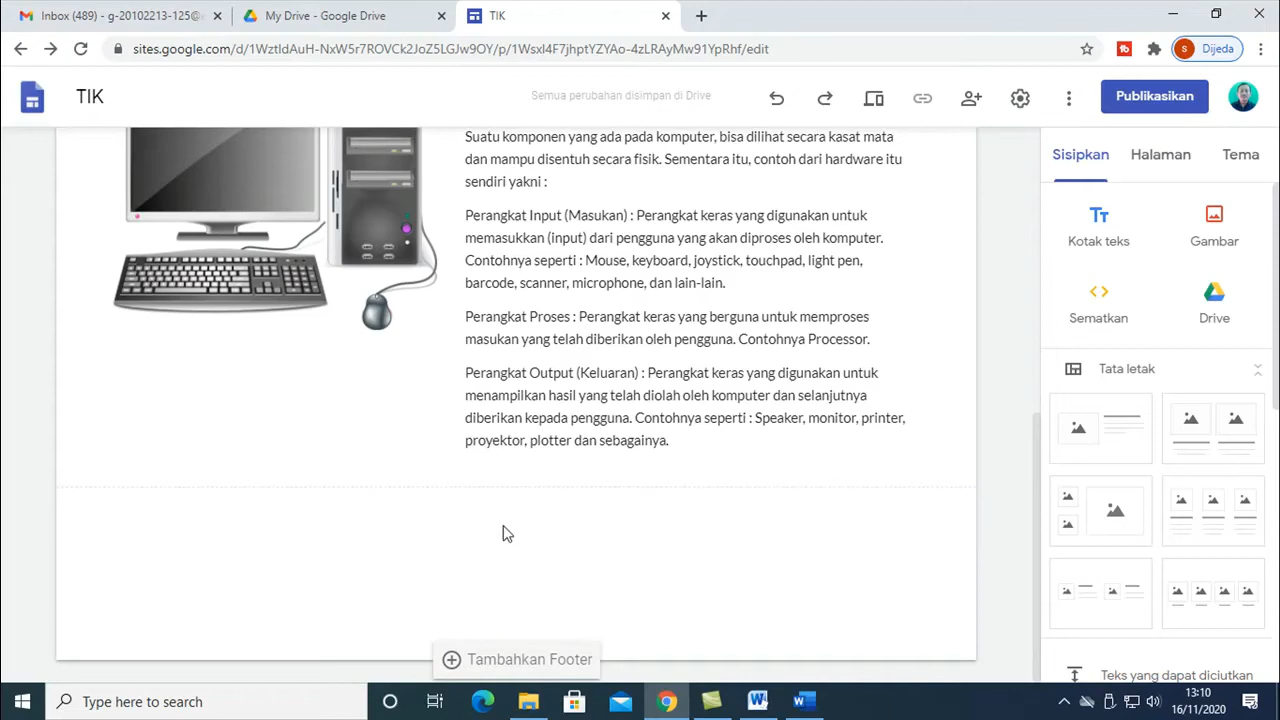 Inbox (489) - g-20102213-125@
My Drive - Google Drive
TIK
sites.google.com/d/1WztIdAuH-NxW5r7ROVCk2JoZ5LGJw9OY/p/1Wsxl4F7jhptYZYAo-4zLRAyMw91YpRhf/edit
S
Dijeda
TIK
Semua perubahan disimpan di Drive
Publikasikan
Suatu komponen yang ada pada komputer, bisa dilihat secara kasat mata
dan mampu disentuh secara fisik. Sementara itu, contoh dari hardware itu
sendiri yakni :
Perangkat Input (Masukan) : Perangkat keras yang digunakan untuk
memasukkan (input) dari pengguna yang akan diproses oleh komputer.
Contohnya seperti : Mouse, keyboard, joystick, touchpad, light pen,
barcode, scanner, microphone, dan lain-lain.
Perangkat Proses : Perangkat keras yang berguna untuk memproses
masukan yang telah diberikan oleh pengguna. Contohnya Processor.
Perangkat Output (Keluaran) : Perangkat keras yang digunakan untuk
menampilkan hasil yang telah diolah oleh komputer dan selanjutnya
diberikan kepada pengguna. Contohnya seperti : Speaker, monitor, printer,
proyektor, plotter dan sebagainya.
Tambahkan Footer
Sisipkan
Halaman
Tema
Tt
Kotak teks
Gambar
Sematkan
Drive
Tata letak
Teks yang dapat diciutkan
Type here to search
13:10
16/11/2020